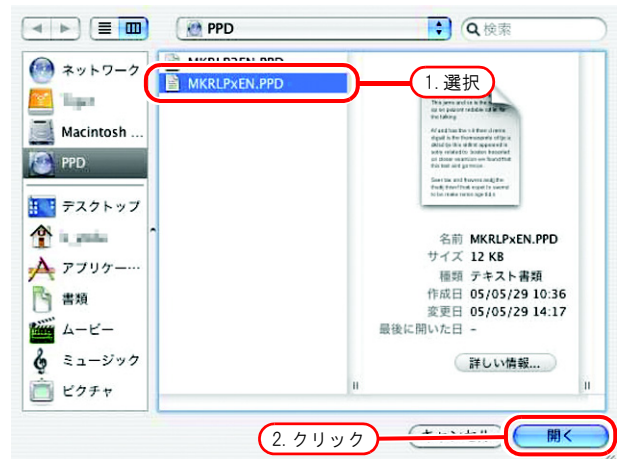 PPD
検索
ネットワーク
Macintosh ...
PPD
デスクトップ
アプリケー…
書類
ムービー
ミュージック
ピクチャ
MKRLPxEN.PPD
1. 選択
名前 MKRLPxEN.PPD
サイズ 12 KB
種類 テキスト書類
作成日 05/05/29 10:36
変更日 05/05/29 14:17
最後に開いた日 -
詳しい情報...
2. クリック
キャンセル
開く